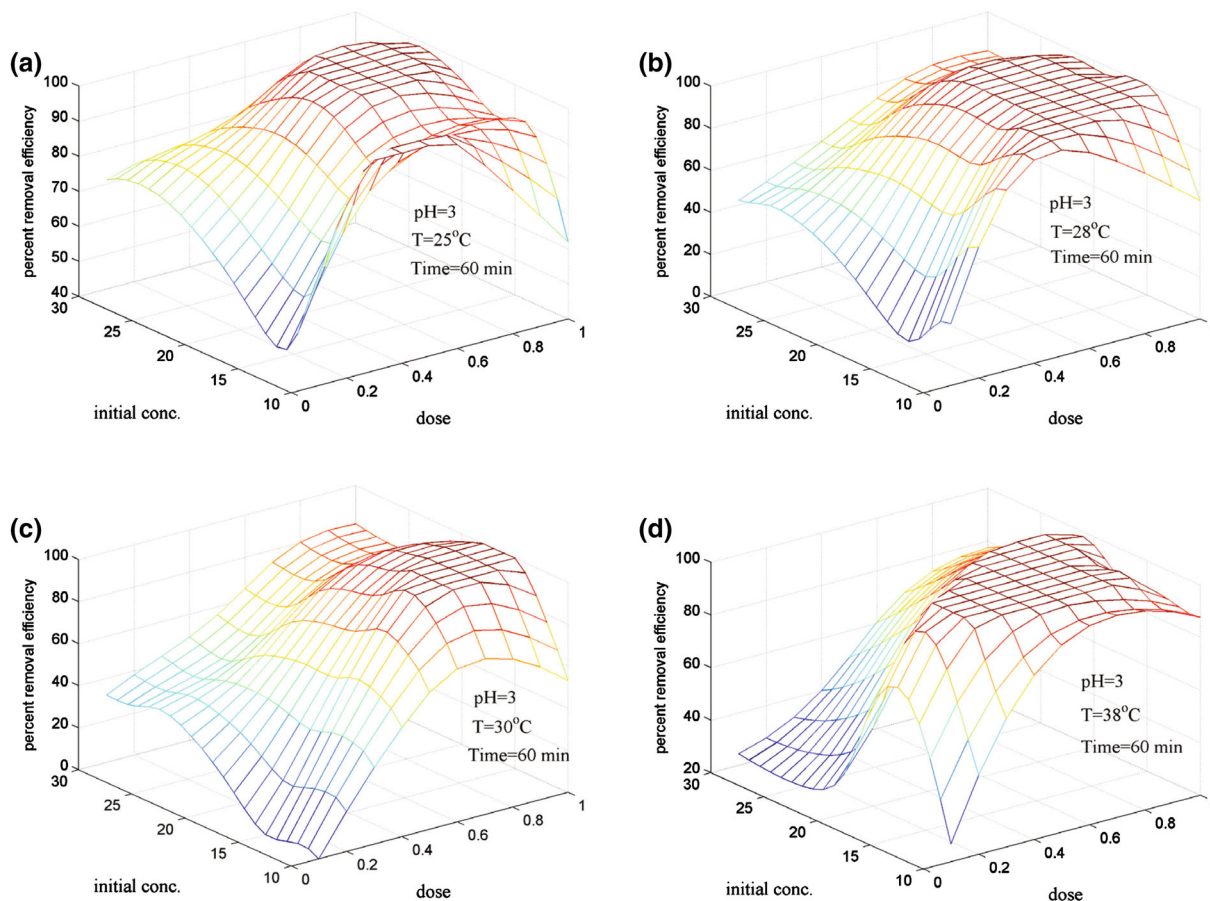 (a)
100
90
80
70
60
50
40
percent removal efficiency
30
25
20
15
10
initial conc.
0
0.2
0.4
0.6
0.8
1
dose
pH=3
T=25°C
Time=60 min
(b)
100
80
60
40
20
0
percent removal efficiency
30
25
20
15
10
initial conc.
0
0.2
0.4
0.6
0.8
dose
pH=3
T=28°C
Time=60 min
(c)
100
80
60
40
20
0
percent removal efficiency
30
25
20
15
10
initial conc.
0
0.2
0.4
0.6
0.8
1
dose
pH=3
T=30°C
Time=60 min
(d)
100
80
60
40
20
percent removal efficiency
30
25
20
15
10
initial conc.
0
0.2
0.4
0.6
0.8
dose
pH=3
T=38°C
Time=60 min